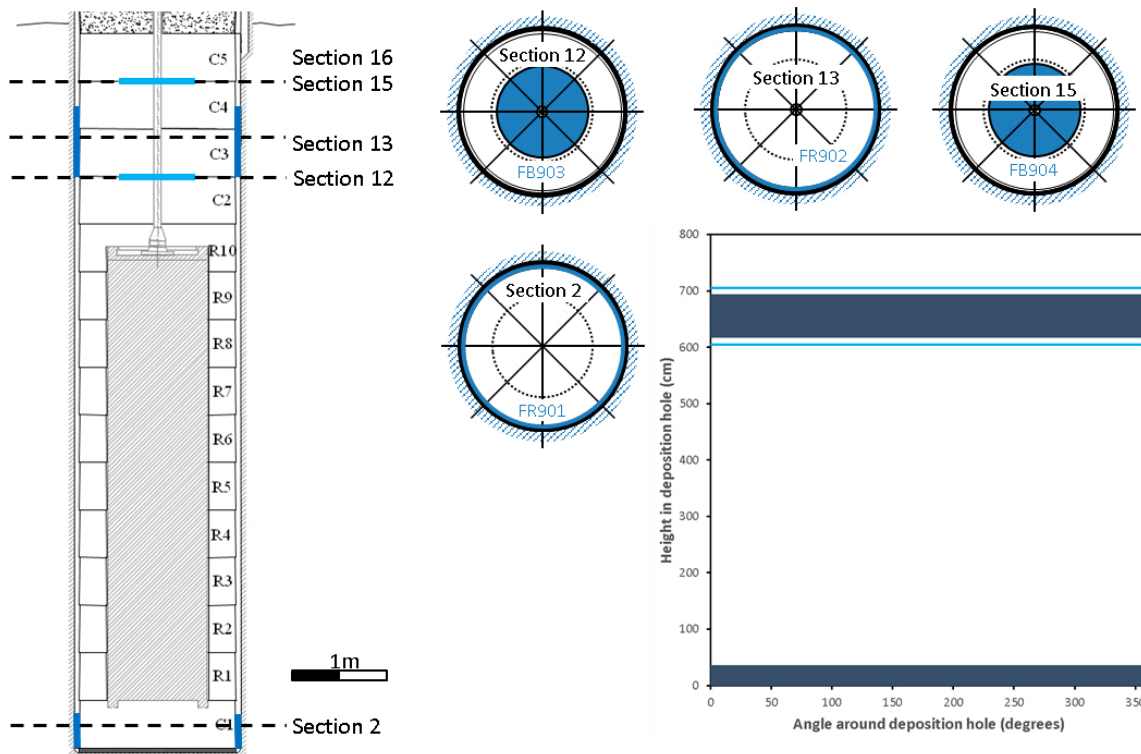 C5
Section 16
Section 15
C4
Section 13
C3
Section 12
C2
R10
R9
R8
R7
R6
R5
R4
R3
R2
R1
C1
Section 2
1m
Section 12
FB903
Section 13
FR902
Section 15
FB904
Section 2
FR901
Height in deposition hole (cm)
800
700
600
500
400
300
200
100
0
0 50 100 150 200 250 300 350
Angle around deposition hole (degrees)